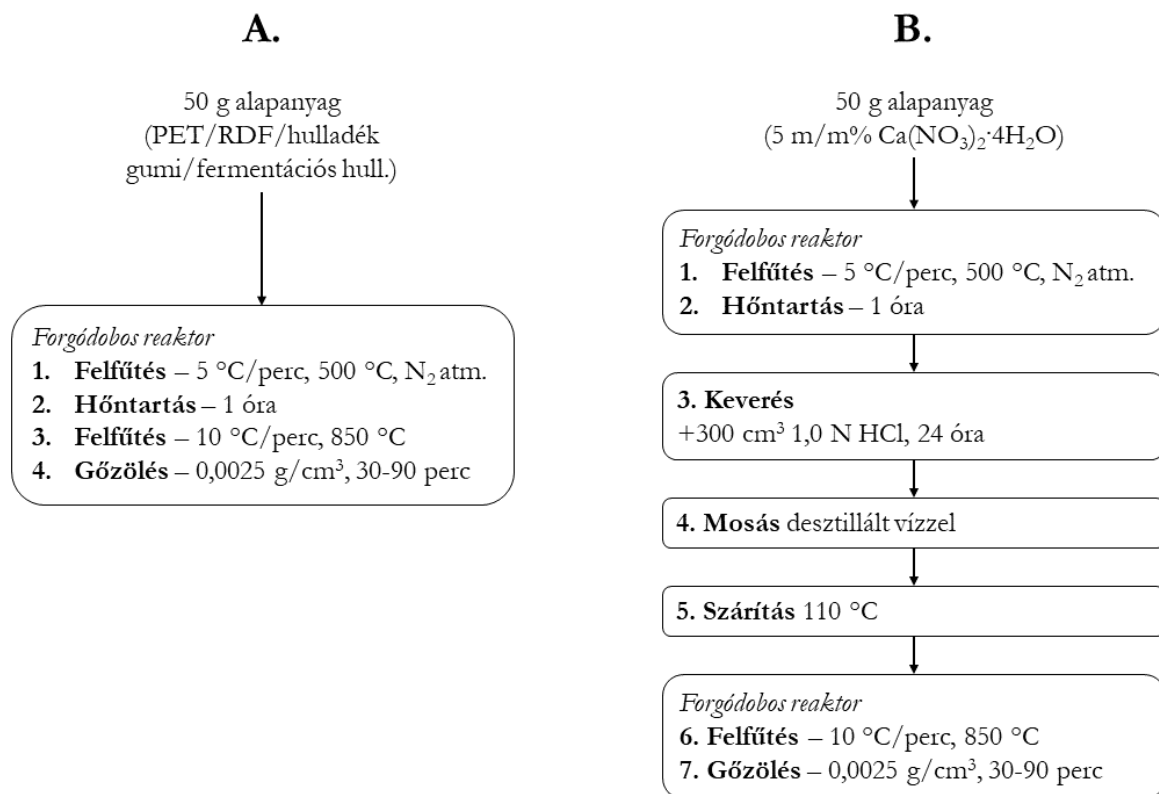 A.
50 g alapanyag
(PET/RDF/hulladék
gumi/fermentációs hull.)
Forgódobos reaktor
1. Felfűtés – 5 °C/perc, 500 °C, N₂ atm.
2. Hőntartás – 1 óra
3. Felfűtés – 10 °C/perc, 850 °C
4. Gőzölés – 0,0025 g/cm³, 30-90 perc
B.
50 g alapanyag
(5 m/m% Ca(NO₃)₂·4H₂O)
Forgódobos reaktor
1. Felfűtés – 5 °C/perc, 500 °C, N₂ atm.
2. Hőntartás – 1 óra
3. Keverés
+300 cm³ 1,0 N HCl, 24 óra
4. Mosás desztillált vízzel
5. Szárítás 110 °C
Forgódobos reaktor
6. Felfűtés – 10 °C/perc, 850 °C
7. Gőzölés – 0,0025 g/cm³, 30-90 perc